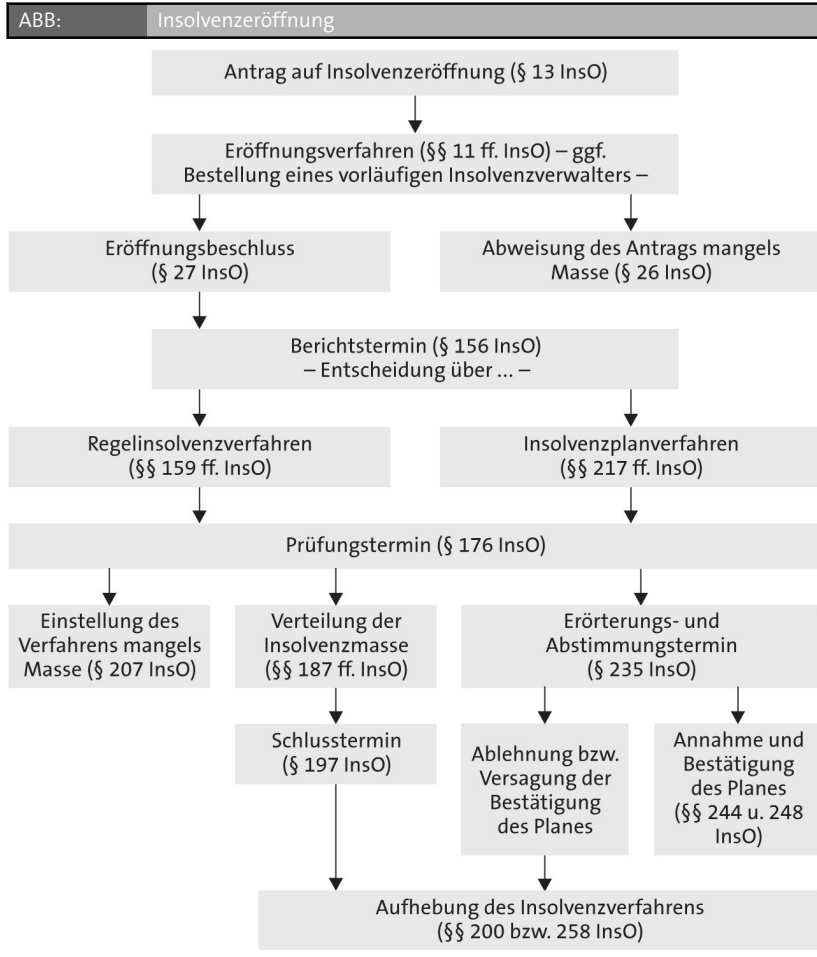 ABB: Insolvenzeröffnung
Antrag auf Insolvenzeröffnung (§ 13 InsO)
Eröffnungsverfahren (§§ 11 ff. InsO) – ggf.
Bestellung eines vorläufigen Insolvenzverwalters –
Eröffnungsbeschluss
(§ 27 InsO)
Abweisung des Antrags mangels
Masse (§ 26 InsO)
Berichtstermin (§ 156 InsO)
– Entscheidung über ... –
Regelinsolvenzverfahren
(§§ 159 ff. InsO)
Insolvenzplanverfahren
(§§ 217 ff. InsO)
Prüfungstermin (§ 176 InsO)
Einstellung des
Verfahrens mangels
Masse (§ 207 InsO)
Verteilung der
Insolvenzmasse
(§§ 187 ff. InsO)
Erörterungs- und
Abstimmungstermin
(§ 235 InsO)
Schlusstermin
(§ 197 InsO)
Ablehnung bzw.
Versagung der
Bestätigung
des Planes
Annahme und
Bestätigung
des Planes
(§§ 244 u. 248
InsO)
Aufhebung des Insolvenzverfahrens
(§§ 200 bzw. 258 InsO)